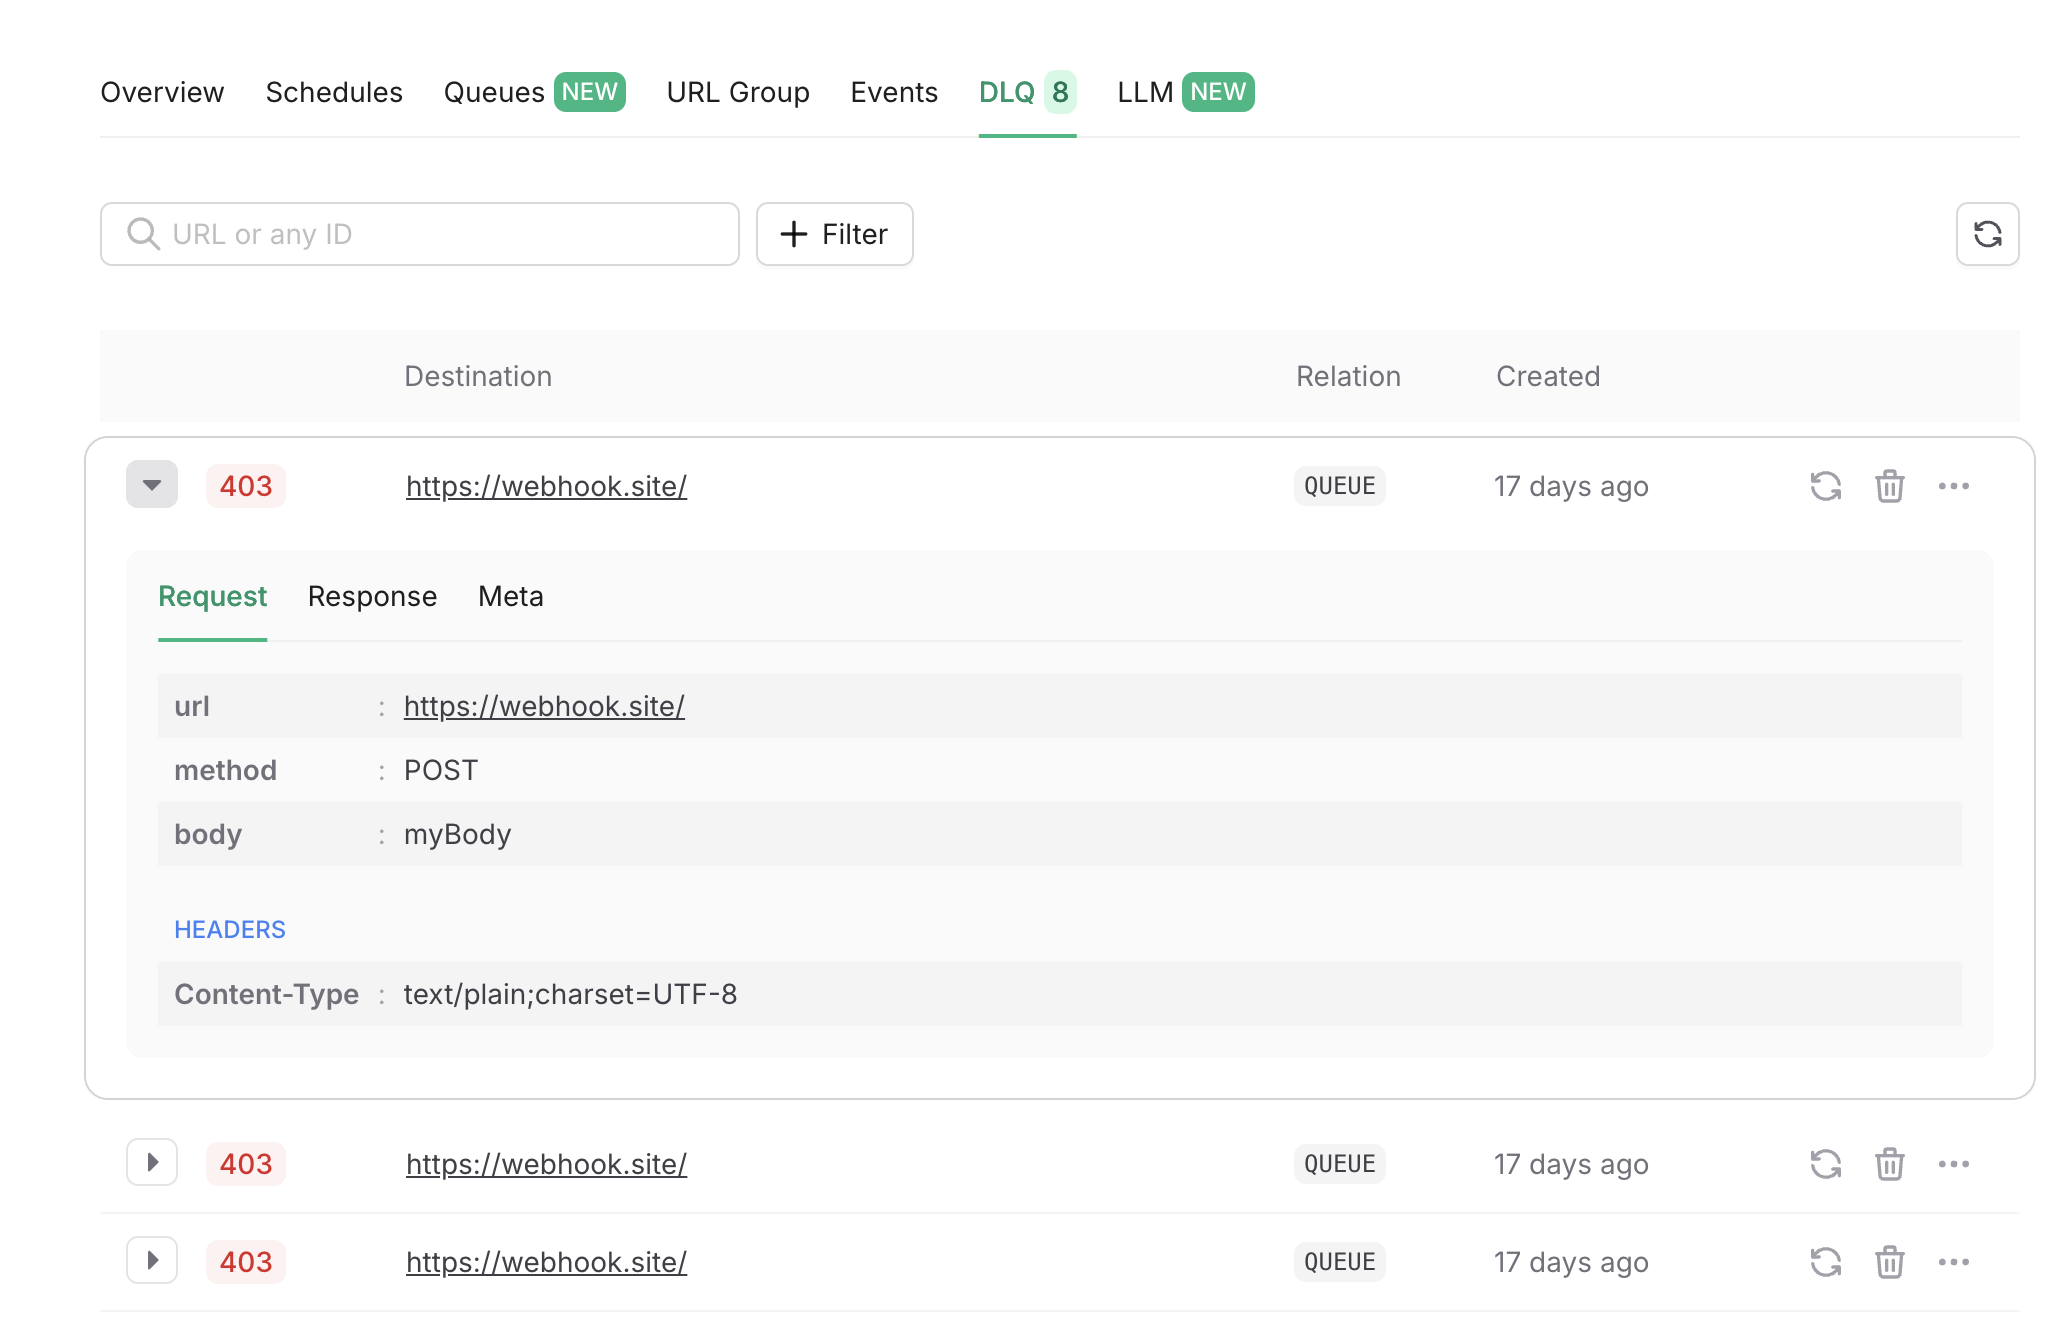 Overview Schedules Queues NEW URL Group Events DLQ 8 LLM NEW
URL or any ID Filter
Destination Relation Created
403 https://webhook.site/ QUEUE 17 days ago
Request Response Meta
url : https://webhook.site/
method : POST
body : myBody
HEADERS
Content-Type : text/plain;charset=UTF-8
403 https://webhook.site/ QUEUE 17 days ago
403 https://webhook.site/ QUEUE 17 days ago